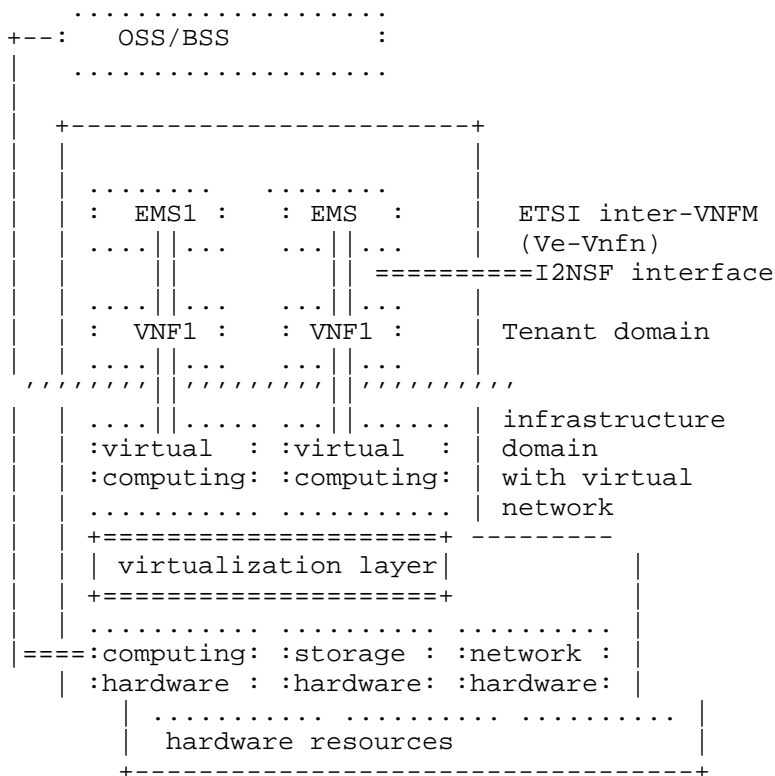 OSS/BSS
EMS1 EMS ETSI inter-VNFM
(Ve-Vnfn)
I2NSF interface
VNF1 VNF1 Tenant domain
infrastructure
virtual virtual domain
computing computing with virtual
network
virtualization layer
computing storage network
hardware hardware hardware
hardware resources